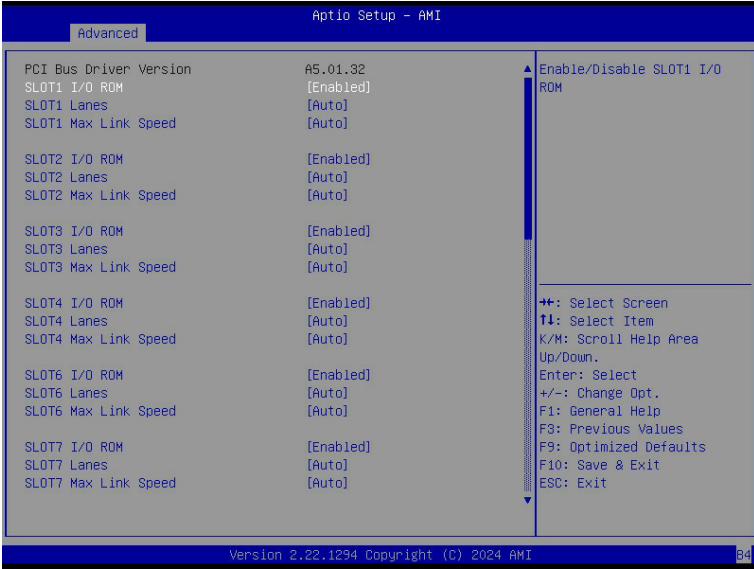 Aptio Setup – AMI
Advanced
PCI Bus Driver Version A5.01.32
SLOT1 I/O ROM [Enabled]
SLOT1 Lanes [Auto]
SLOT1 Max Link Speed [Auto]
SLOT2 I/O ROM [Enabled]
SLOT2 Lanes [Auto]
SLOT2 Max Link Speed [Auto]
SLOT3 I/O ROM [Enabled]
SLOT3 Lanes [Auto]
SLOT3 Max Link Speed [Auto]
SLOT4 I/O ROM [Enabled]
SLOT4 Lanes [Auto]
SLOT4 Max Link Speed [Auto]
SLOT6 I/O ROM [Enabled]
SLOT6 Lanes [Auto]
SLOT6 Max Link Speed [Auto]
SLOT7 I/O ROM [Enabled]
SLOT7 Lanes [Auto]
SLOT7 Max Link Speed [Auto]
Enable/Disable SLOT1 I/O
ROM
→←: Select Screen
↑↓: Select Item
K/M: Scroll Help Area
Up/Down.
Enter: Select
+/-: Change Opt.
F1: General Help
F3: Previous Values
F9: Optimized Defaults
F10: Save & Exit
ESC: Exit
Version 2.22.1294 Copyright (C) 2024 AMI
B4